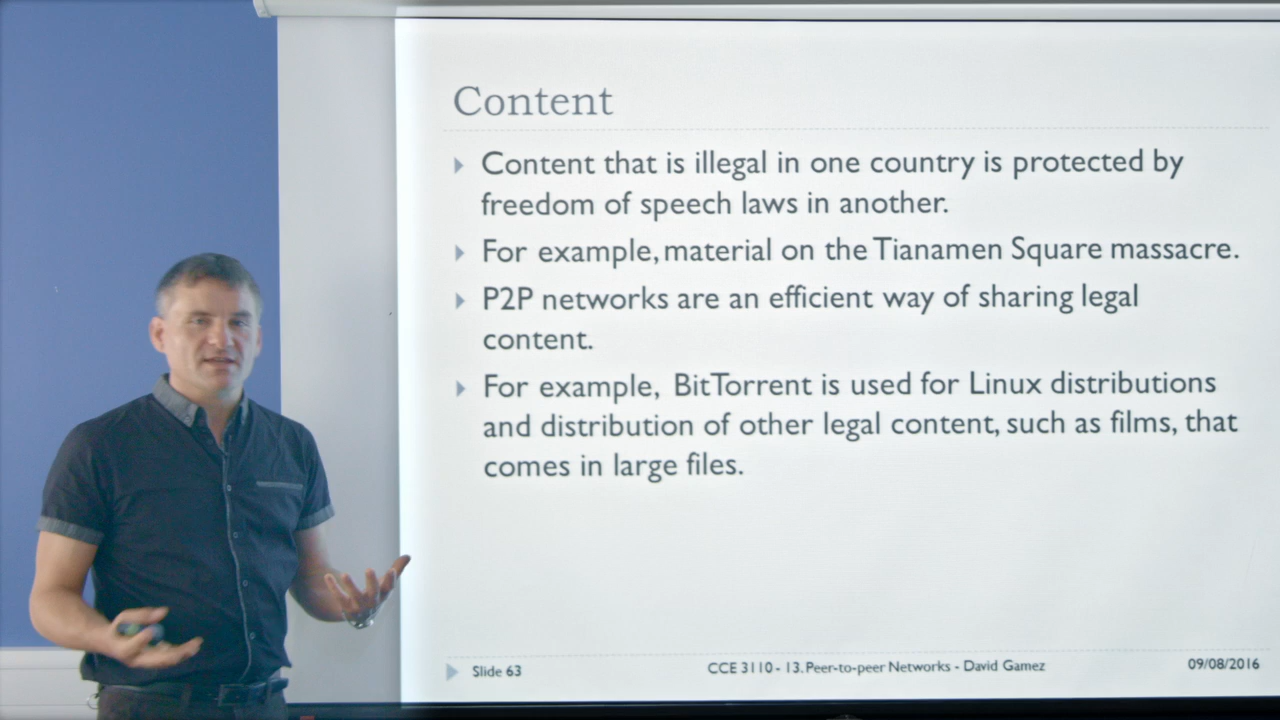 Content
Content that is illegal in one country is protected by
freedom of speech laws in another.
For example, material on the Tianamen Square massacre.
P2P networks are an efficient way of sharing legal
content.
For example, BitTorrent is used for Linux distributions
and distribution of other legal content, such as films, that
comes in large files.
Slide 63
CCE 3110 - 13. Peer-to-peer Networks - David Gamez
09/08/2016